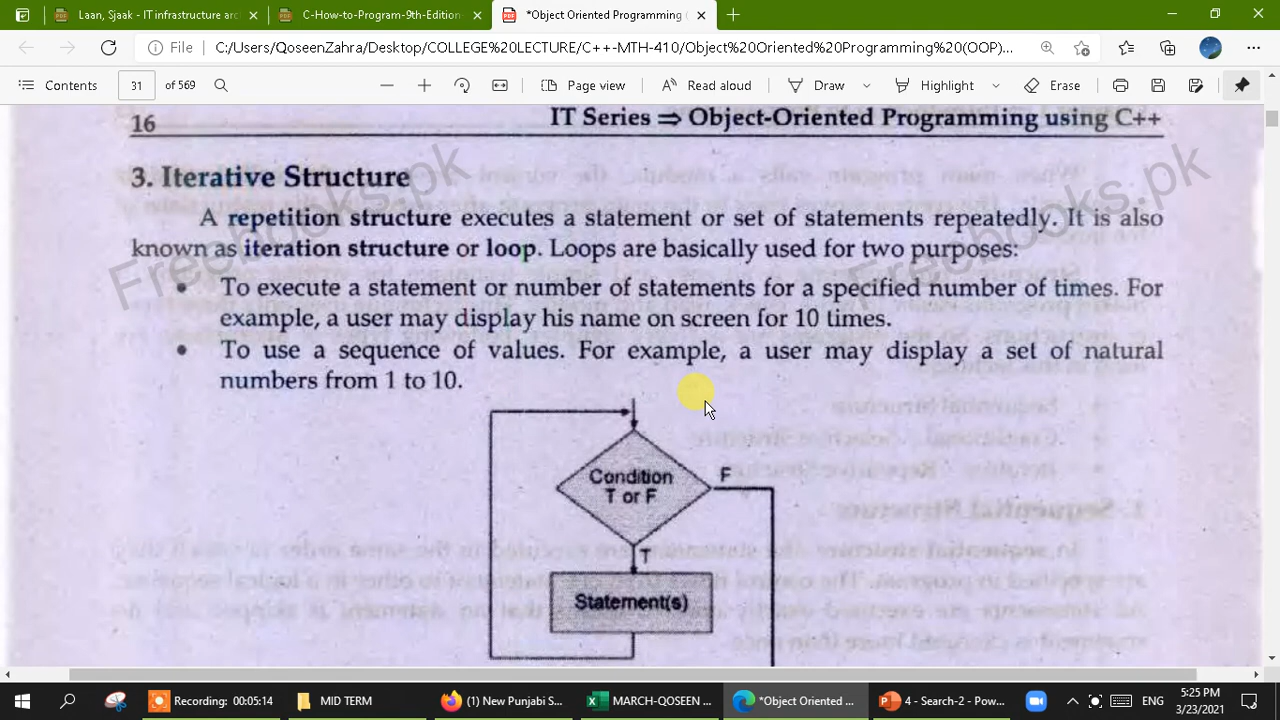 Laan, Sjaak - IT infrastructure arc
C-How-to-Program-9th-Edition-
*Object Oriented Programming (
File
C:/Users/QoseenZahra/Desktop/COLLEGE%20LECTURE/C++-MTH-410/Object%20oriented%20Programming%20(OOP)...
Contents
31
of 569
Page view
Read aloud
Draw
Highlight
Erase
16
IT Series ⇒ Object-Oriented Programming using C++
3. Iterative Structure
A repetition structure executes a statement or set of statements repeatedly. It is also
known as iteration structure or loop. Loops are basically used for two purposes:
• To execute a statement or number of statements for a specified number of times. For
example, a user may display his name on screen for 10 times.
• To use a sequence of values. For example, a user may display a set of natural
numbers from 1 to 10.
Freebooks.pk
Freebooks.pk
Condition
T or F
F
T
Statement(s)
Recording: 00:05:14
MID TERM
(1) New Punjabi S...
MARCH-QOSEEN ...
*Object Oriented ...
4 - Search-2 - Pow...
ENG
5:25 PM
3/23/2021